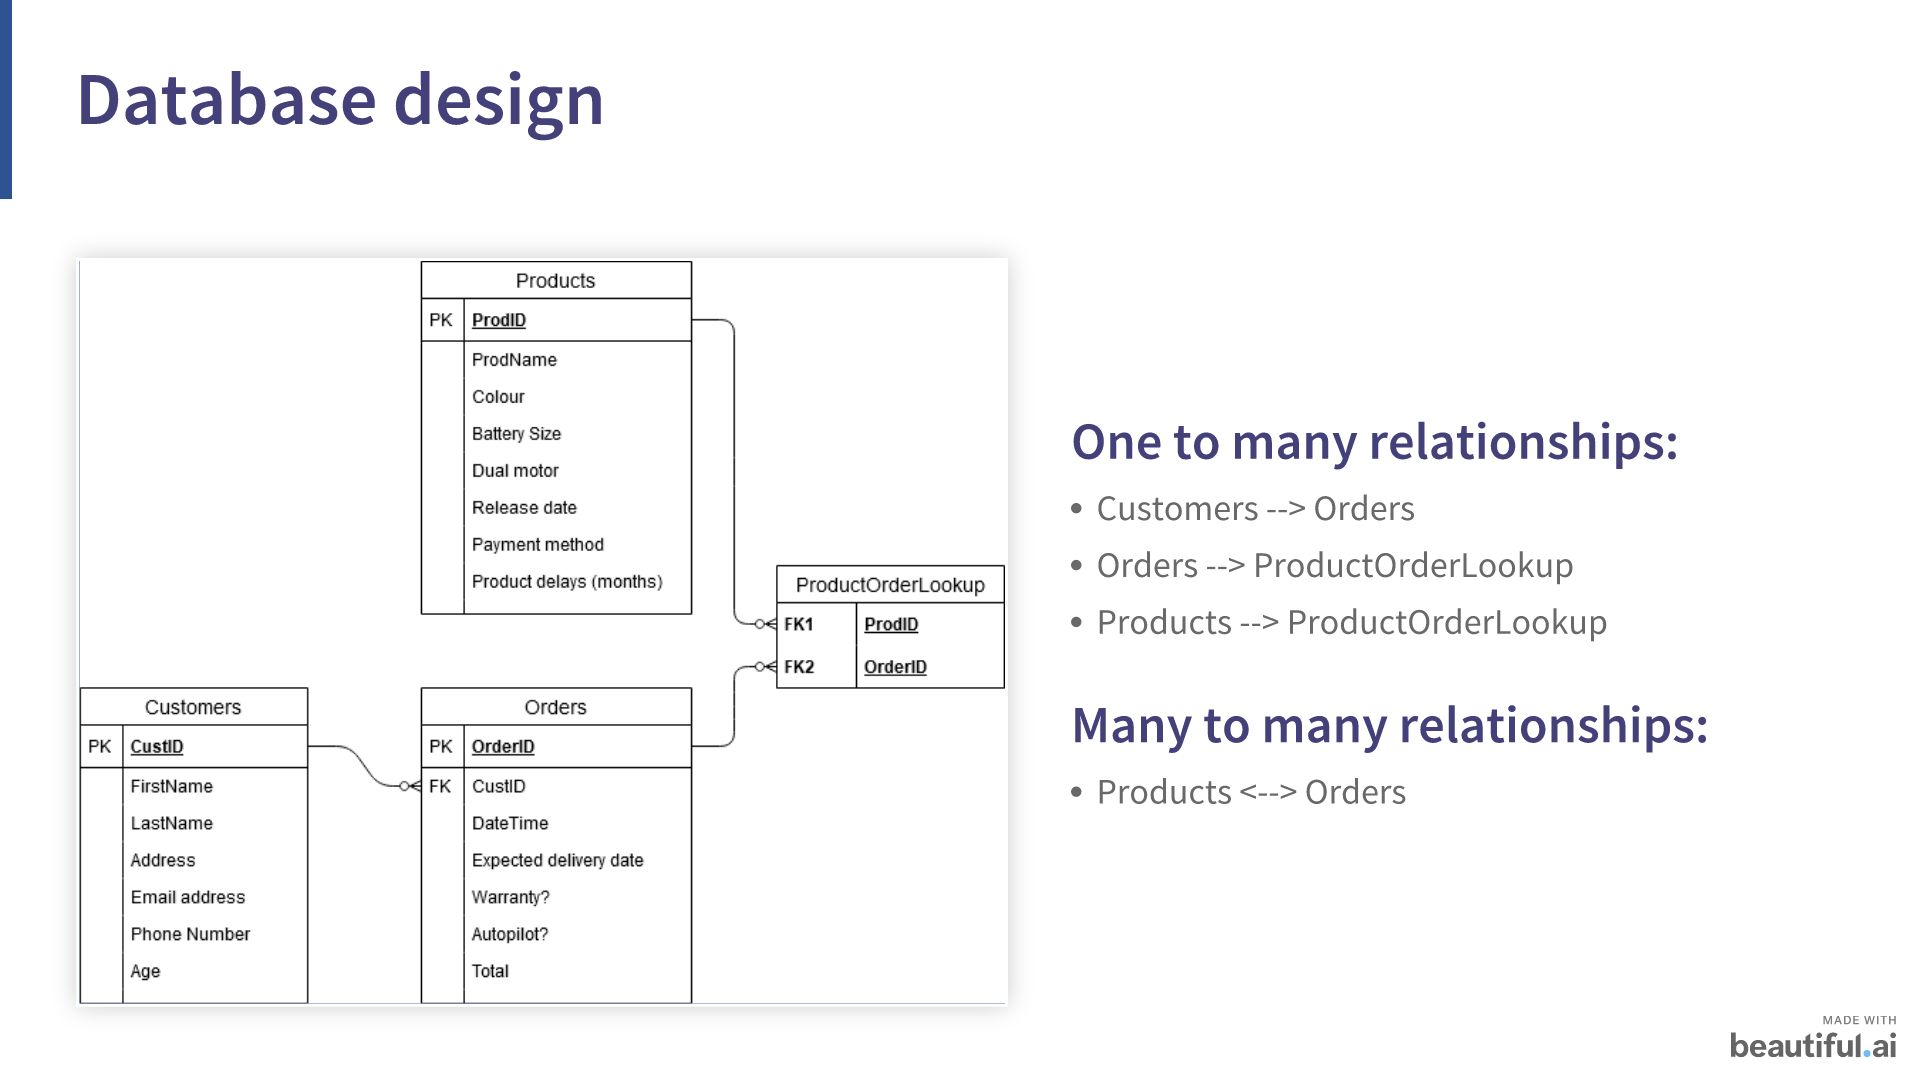 Database design
Products
PK ProdID
ProdName
Colour
Battery Size
Dual motor
Release date
Payment method
Product delays (months)
ProductOrderLookup
FK1 ProdID
FK2 OrderID
Customers
PK CustID
FirstName
LastName
Address
Email address
Phone Number
Age
Orders
PK OrderID
FK CustID
DateTime
Expected delivery date
Warranty?
Autopilot?
Total
One to many relationships:
• Customers --> Orders
• Orders --> ProductOrderLookup
• Products --> ProductOrderLookup
Many to many relationships:
• Products <--> Orders
MADE WITH
beautiful.ai